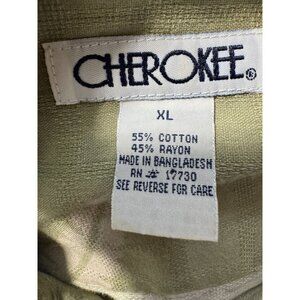 CHEROKEE®
XL
55% COTTON
45% RAYON
MADE IN BANGLADESH
RN # 17730
SEE REVERSE FOR CARE